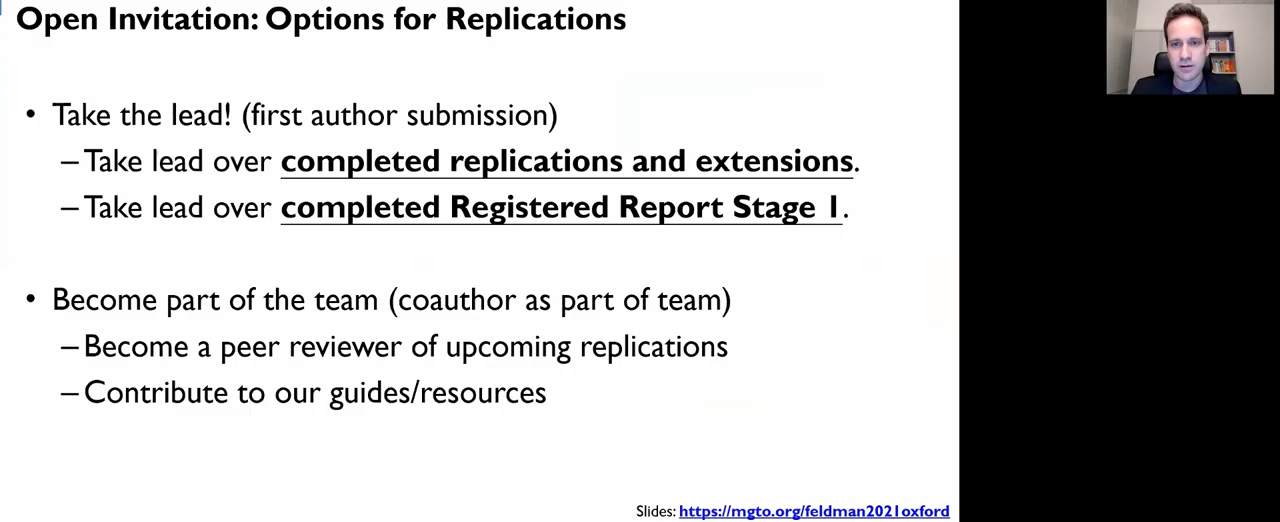 Open Invitation: Options for Replications
• Take the lead! (first author submission)
– Take lead over completed replications and extensions.
– Take lead over completed Registered Report Stage 1.
• Become part of the team (coauthor as part of team)
– Become a peer reviewer of upcoming replications
– Contribute to our guides/resources
Slides: https://mgto.org/feldman2021oxford